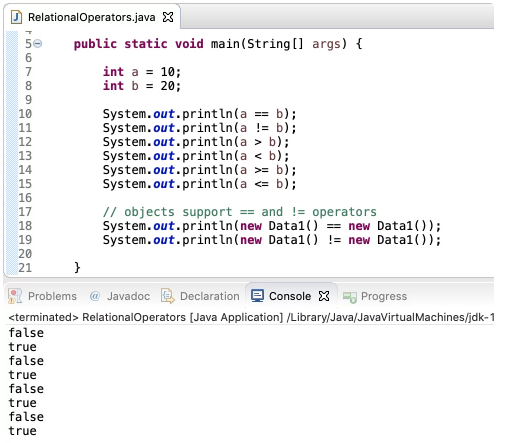 RelationalOperators.java
5 public static void main(String[] args) {
6
7 int a = 10;
8 int b = 20;
9
10 System.out.println(a == b);
11 System.out.println(a != b);
12 System.out.println(a > b);
13 System.out.println(a < b);
14 System.out.println(a >= b);
15 System.out.println(a <= b);
16
17 // objects support == and != operators
18 System.out.println(new Data1() == new Data1());
19 System.out.println(new Data1() != new Data1());
20
21 }
Problems @ Javadoc Declaration Console Progress
<terminated> RelationalOperators [Java Application] /Library/Java/JavaVirtualMachines/jdk-1
false
true
false
true
false
true
false
true